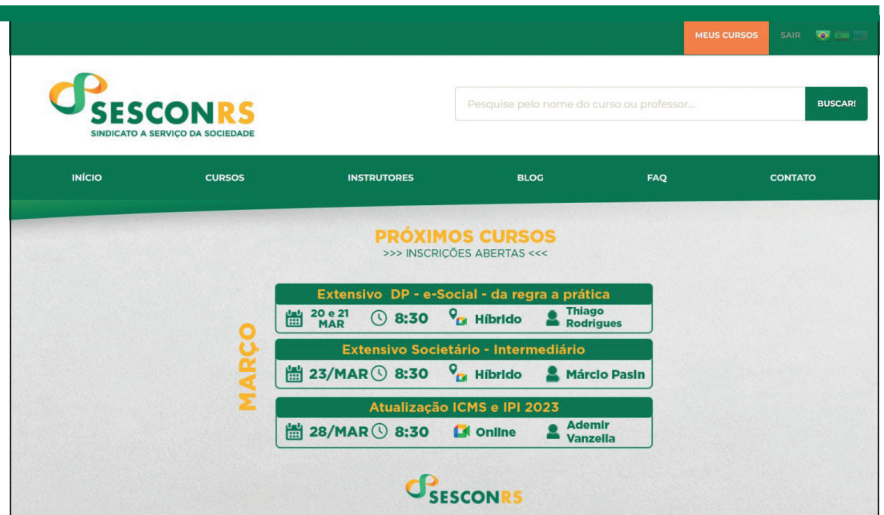 MEUS CURSOS SAIR
SESCONRS
SINDICATO A SERVIÇO DA SOCIEDADE
Pesquise pelo nome do curso ou professor...
BUSCAR!
INÍCIO CURSOS INSTRUTORES BLOG FAQ CONTATO
PRÓXIMOS CURSOS
>>> INSCRIÇÕES ABERTAS <<<
MARÇO
Extensivo DP - e-Social - da regra a prática
20 e 21 MAR 8:30 Híbrido Thiago Rodrigues
Extensivo Societário - Intermediário
23/MAR 8:30 Híbrido Márcio Pasin
Atualização ICMS e IPI 2023
28/MAR 8:30 Online Ademir Vanzella
SESCONRS